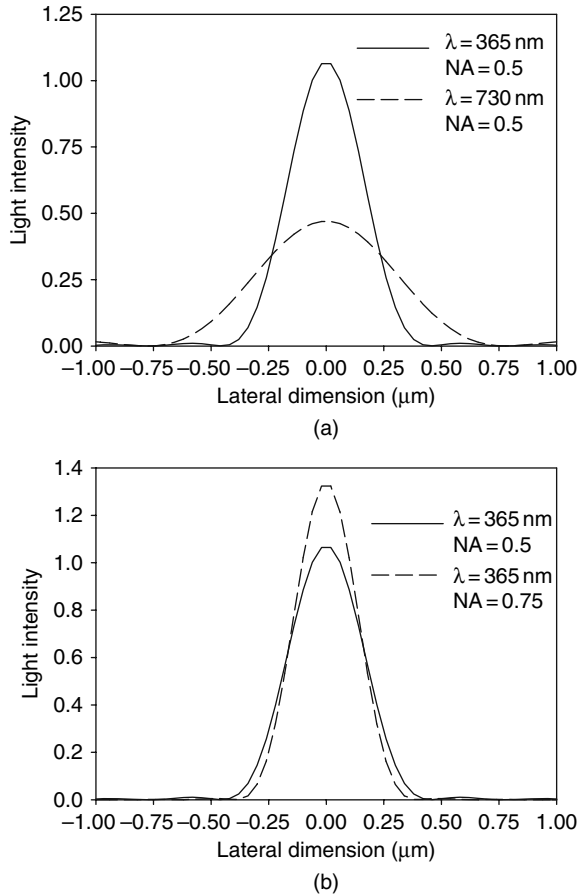 λ = 365 nm
NA = 0.5
λ = 730 nm
NA = 0.5
Light intensity
1.25
1.00
0.75
0.50
0.25
0.00
−1.00 −0.75 −0.50 −0.25 0.00 0.25 0.50 0.75 1.00
Lateral dimension (μm)
(a)
λ = 365 nm
NA = 0.5
λ = 365 nm
NA = 0.75
Light intensity
1.4
1.2
1.0
0.8
0.6
0.4
0.2
0.0
−1.00 −0.75 −0.50 −0.25 0.00 0.25 0.50 0.75 1.00
Lateral dimension (μm)
(b)